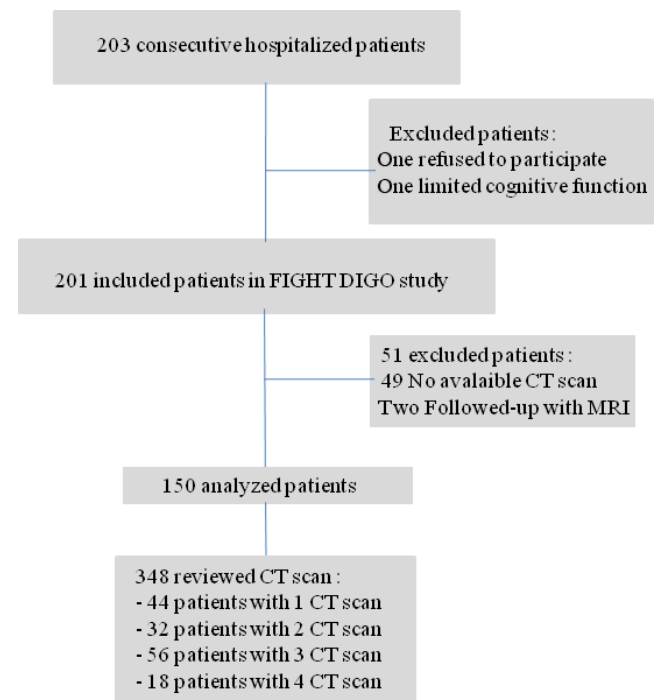 203 consecutive hospitalized patients
Excluded patients :
One refused to participate
One limited cognitive function
201 included patients in FIGHT DIGO study
51 excluded patients :
49 No avalaible CT scan
Two Followed-up with MRI
150 analyzed patients
348 reviewed CT scan :
- 44 patients with 1 CT scan
- 32 patients with 2 CT scan
- 56 patients with 3 CT scan
- 18 patients with 4 CT scan